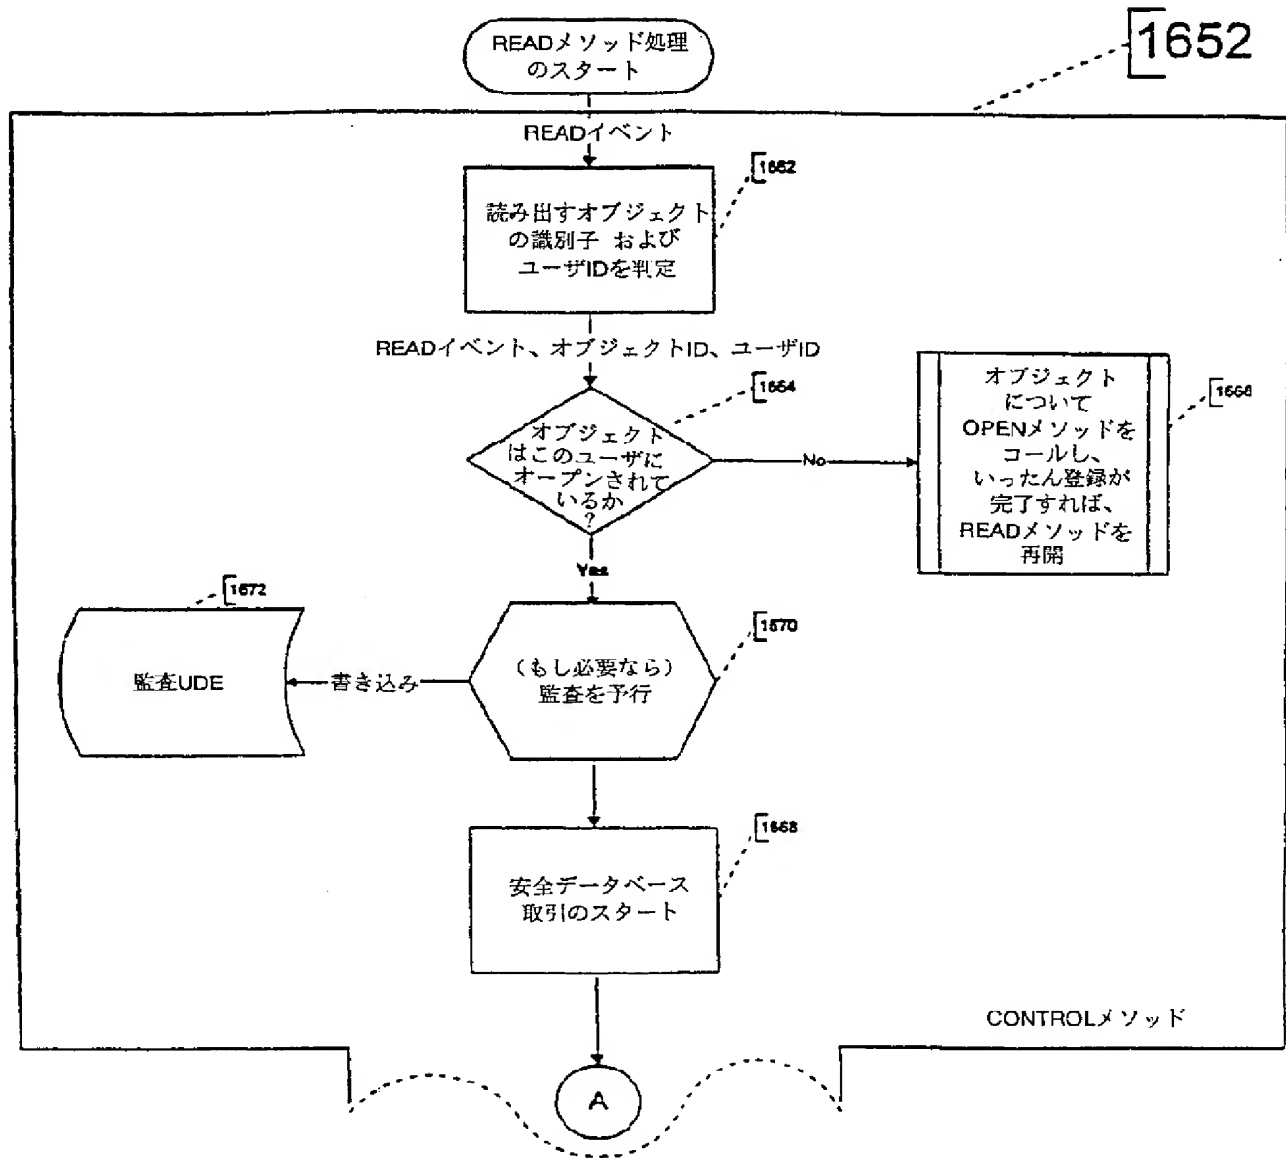 1652
READメソッド処理
のスタート
READイベント
1662
読み出すオブジェクト
の識別子 および
ユーザIDを判定
READイベント、オブジェクトID、ユーザID
1664
オブジェクト
はこのユーザに
オープンされて
いるか
?
No
オブジェクト
について
OPENメソッドを
コールし、
いったん登録が
完了すれば、
READメソッドを
再開
1666
Yes
1672
監査UDE
書き込み
(もし必要なら)
監査を予行
1670
1668
安全データベース
取引のスタート
CONTROLメソッド
A